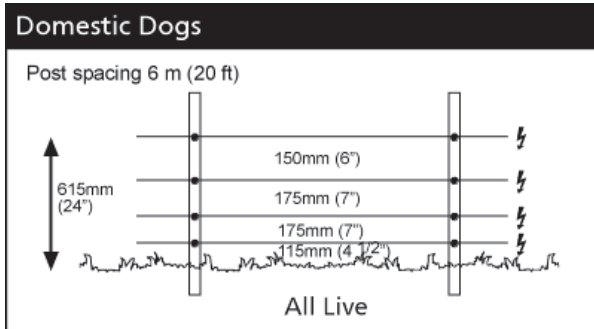 Domestic Dogs
Post spacing 6 m (20 ft)
150mm (6")
615mm
(24")
175mm (7")
175mm (7")
115mm (4 1/2")
All Live